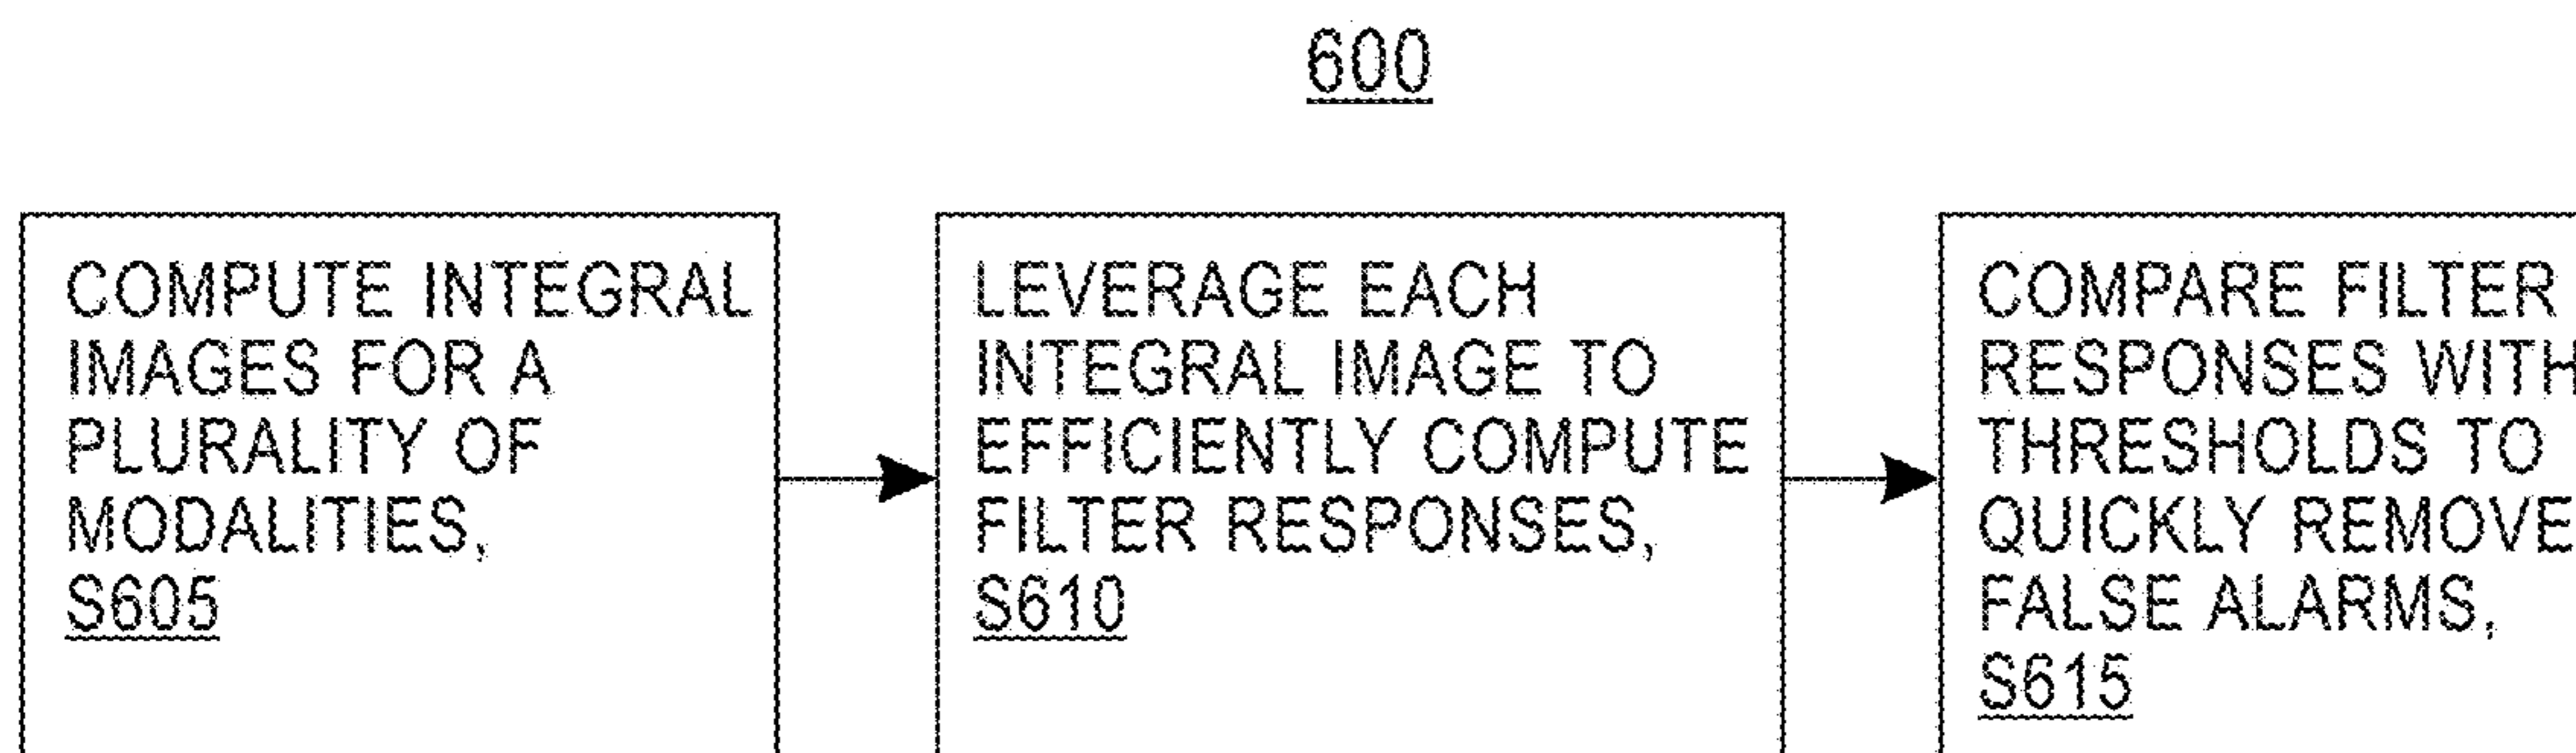 600
COMPUTE INTEGRAL
IMAGES FOR A
PLURALITY OF
MODALITIES,
S605
LEVERAGE EACH
INTEGRAL IMAGE TO
EFFICIENTLY COMPUTE
FILTER RESPONSES,
S610
COMPARE FILTER
RESPONSES WITH
THRESHOLDS TO
QUICKLY REMOVE
FALSE ALARMS,
S615